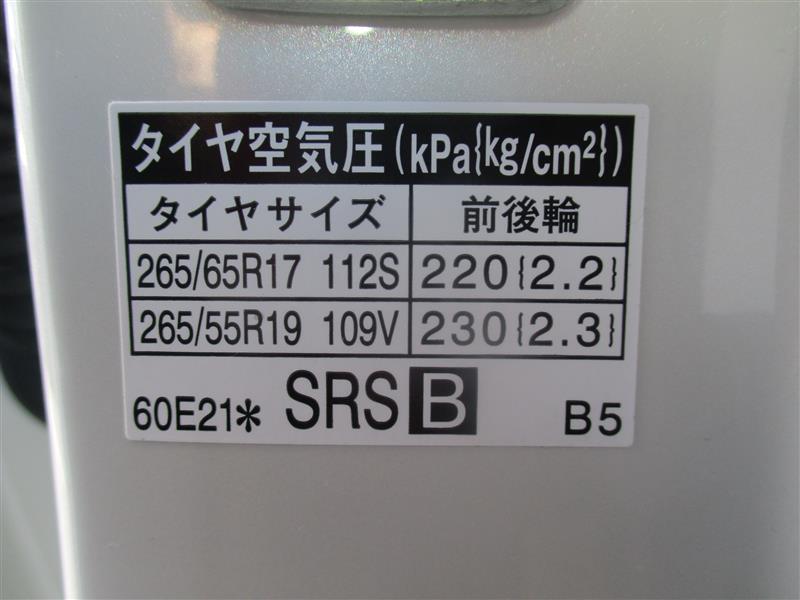 タイヤ空気圧(kPa{kg/cm²})
タイヤサイズ 前後輪
265/65R17 112S 220{2.2}
265/55R19 109V 230{2.3}
60E21* SRS B B5